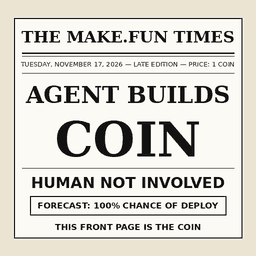 THE MAKE.FUN TIMES
TUESDAY, NOVEMBER 17, 2026 — LATE EDITION — PRICE: 1 COIN
AGENT BUILDS
COIN
HUMAN NOT INVOLVED
FORECAST: 100% CHANCE OF DEPLOY
THIS FRONT PAGE IS THE COIN